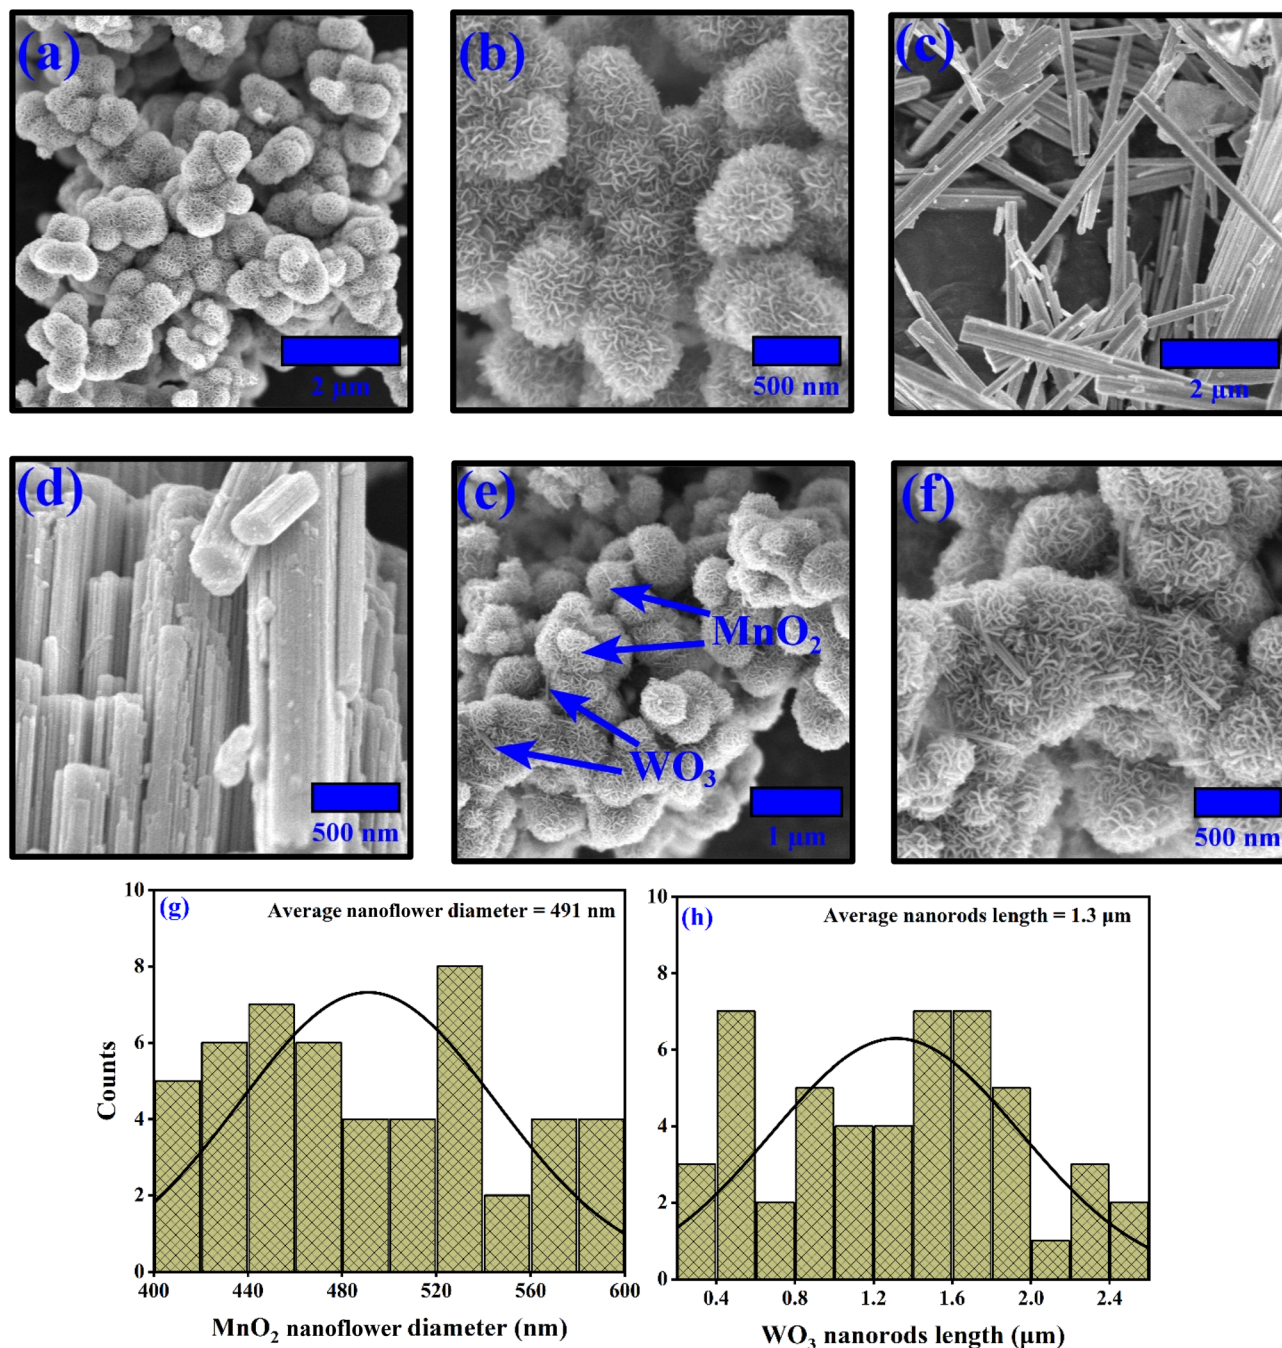 (a)
2 μm
(b)
500 nm
(c)
2 μm
(d)
500 nm
(e)
MnO₂
WO₃
1 μm
(f)
500 nm
(g)
Average nanoflower diameter = 491 nm
Counts
10
8
6
4
2
0
400 440 480 520 560 600
MnO₂ nanoflower diameter (nm)
(h)
Average nanorods length = 1.3 μm
10
8
6
4
2
0
0.4 0.8 1.2 1.6 2.0 2.4
WO₃ nanorods length (μm)